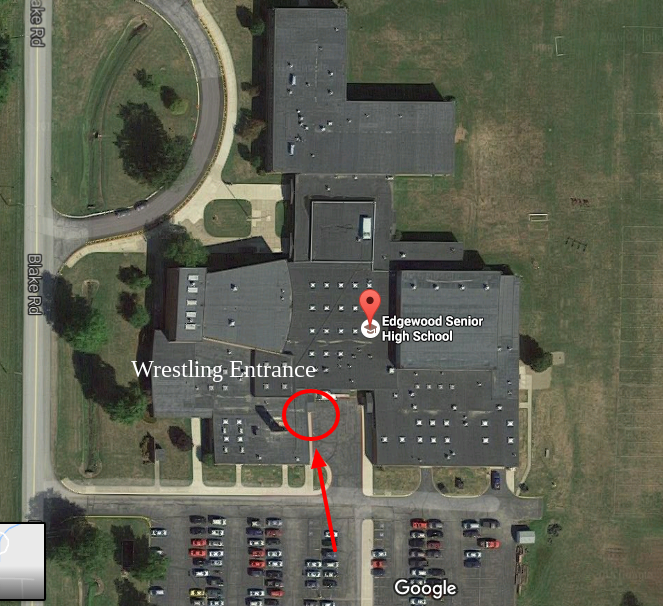 Blake Rd
Blake Rd
Edgewood Senior
High School
Wrestling Entrance
Google